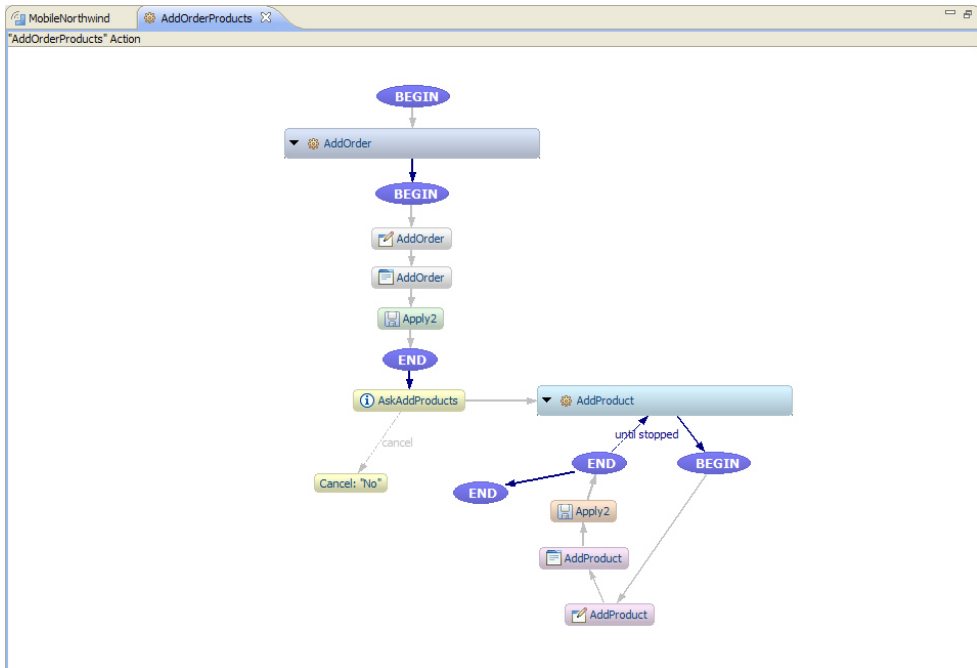 MobileNorthwind
AddOrderProducts
"AddOrderProducts" Action
BEGIN
AddOrder
BEGIN
AddOrder
AddOrder
Apply2
END
AskAddProducts
AddProduct
cancel
until stopped
Cancel: "No"
END
END
BEGIN
Apply2
AddProduct
AddProduct